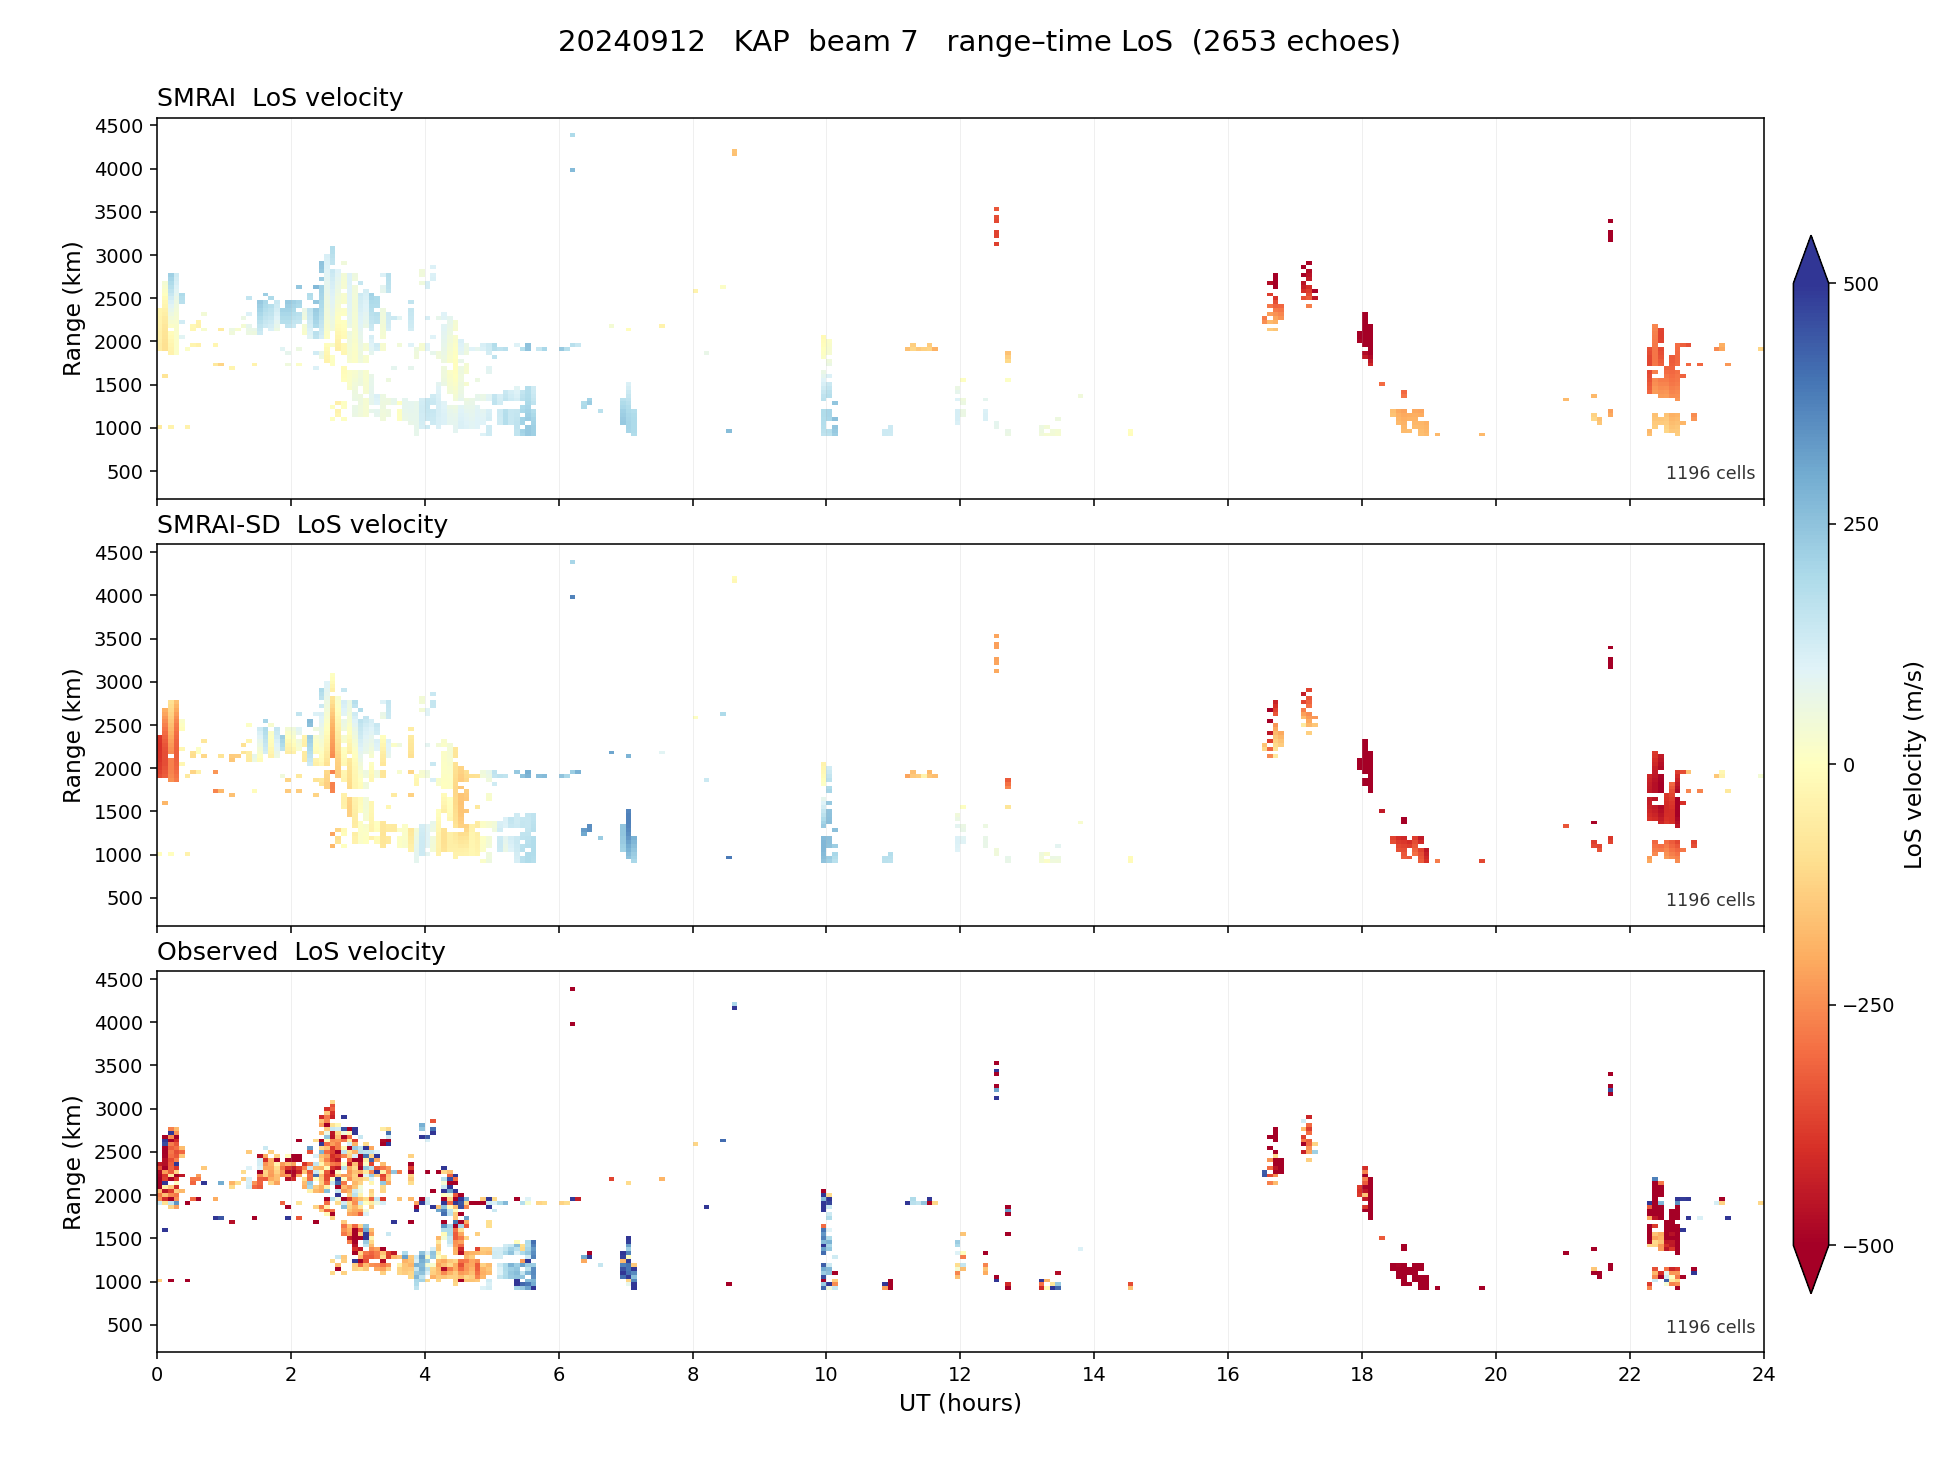 20240912   KAP  beam 7   range–time LoS  (2653 echoes)
SMRAI  LoS velocity
4500
4000
3500
3000
2500
2000
1500
1000
500
Range (km)
1196 cells
SMRAI-SD  LoS velocity
4500
4000
3500
3000
2500
2000
1500
1000
500
Range (km)
1196 cells
Observed  LoS velocity
4500
4000
3500
3000
2500
2000
1500
1000
500
Range (km)
1196 cells
0 2 4 6 8 10 12 14 16 18 20 22 24
UT (hours)
500
250
0
−250
−500
LoS velocity (m/s)